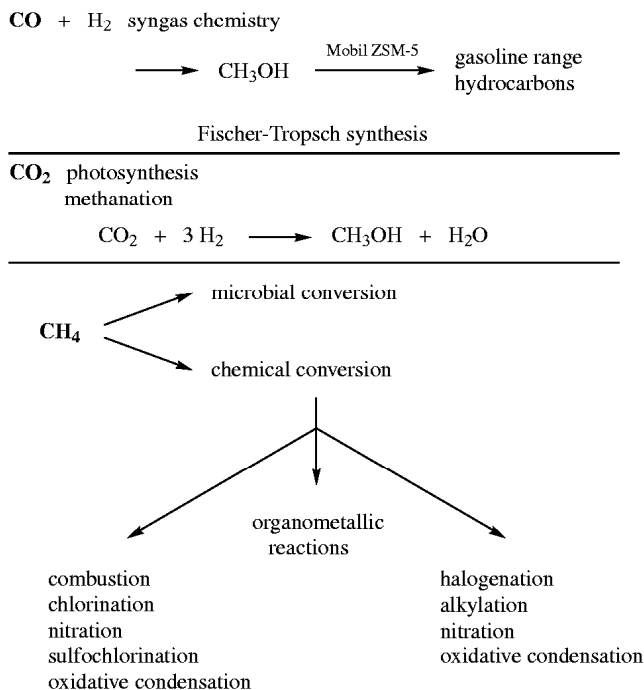 CO + H₂ syngas chemistry
CH₃OH
Mobil ZSM-5
gasoline range
hydrocarbons
Fischer-Tropsch synthesis
CO₂ photosynthesis
methanation
CO₂ + 3 H₂ CH₃OH + H₂O
microbial conversion
CH₄
chemical conversion
organometallic
reactions
combustion
chlorination
nitration
sulfochlorination
oxidative condensation
halogenation
alkylation
nitration
oxidative condensation